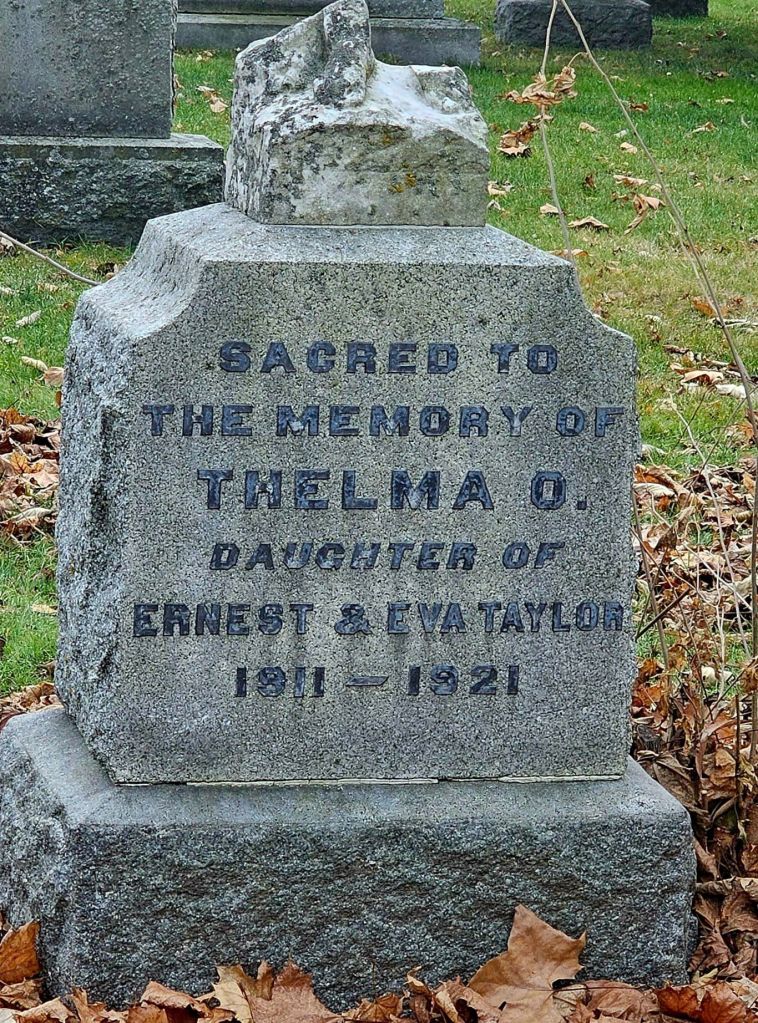 SACRED TO
THE MEMORY OF
THELMA O.
DAUGHTER OF
ERNEST & EVA TAYLOR
1911 — 1921